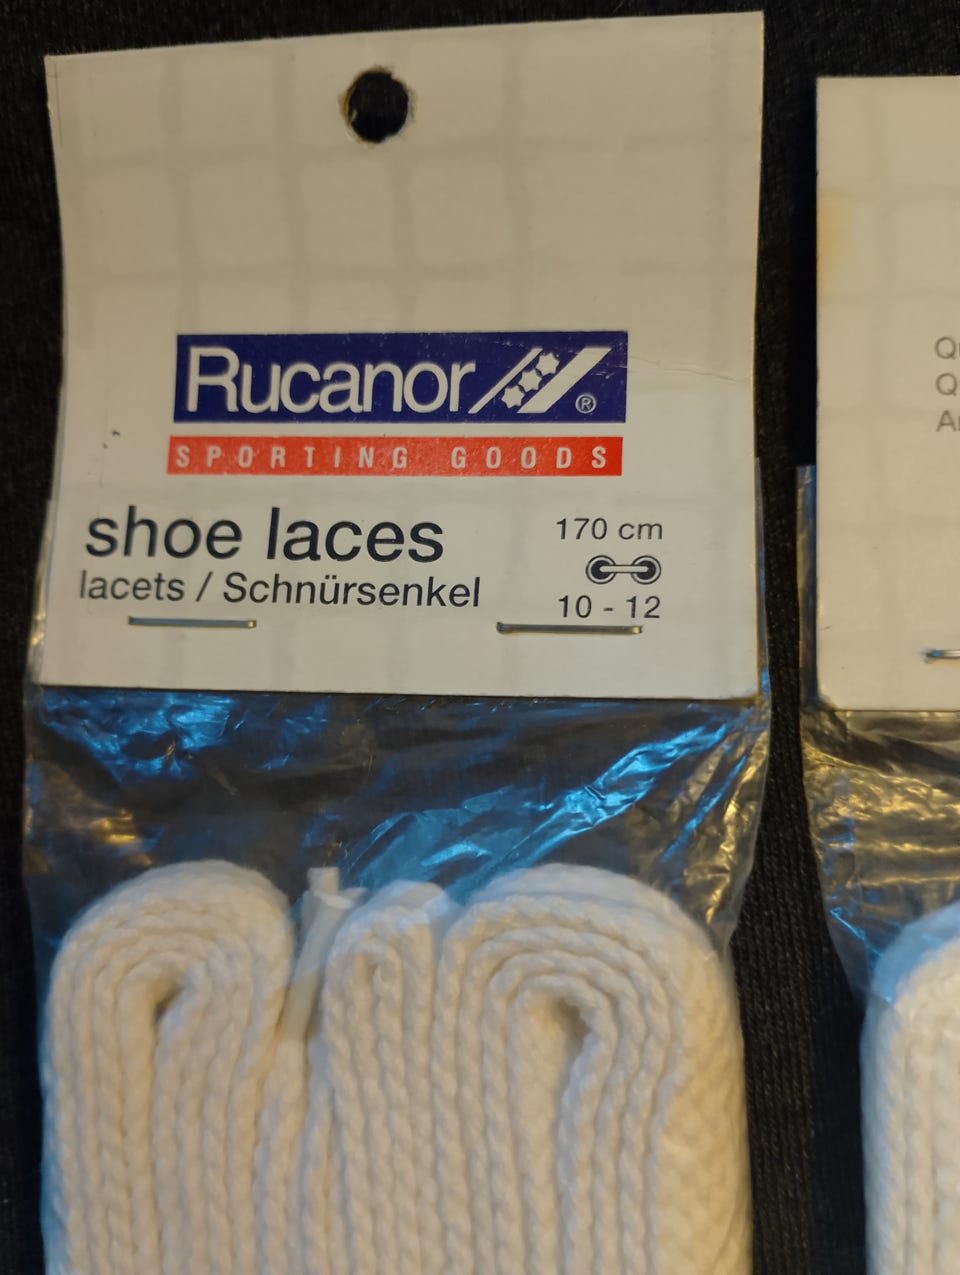 Rucanor ®
SPORTING GOODS
shoe laces
lacets / Schnürsenkel
170 cm
10 - 12